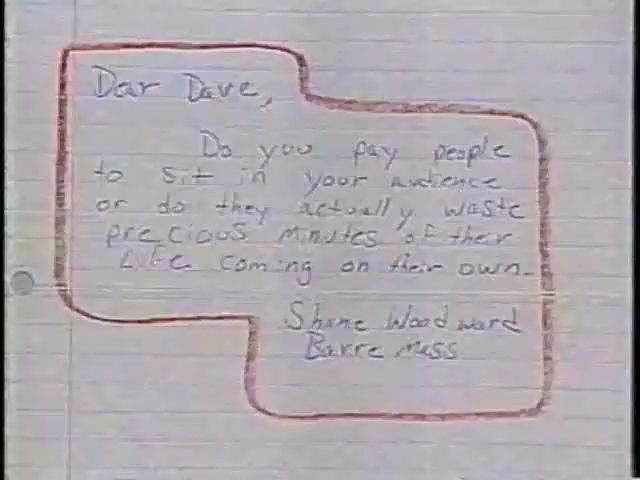 Dear Dave,
Do you pay people
to sit in your audience
or do they actually waste
precious minutes of their
Life coming on their own.
Shane Woodward
Barre Mass